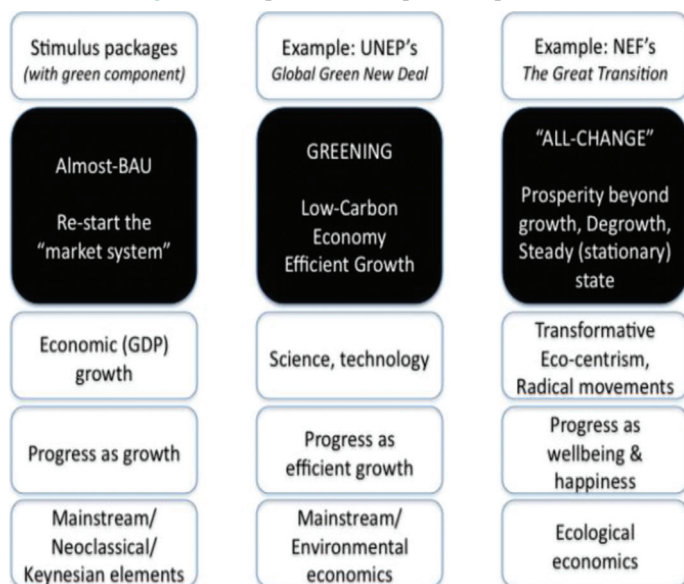 Stimulus packages
(with green component)
Example: UNEP's
Global Green New Deal
Example: NEF's
The Great Transition
Almost-BAU
Re-start the
"market system"
GREENING
Low-Carbon
Economy
Efficient Growth
"ALL-CHANGE"
Prosperity beyond
growth, Degrowth,
Steady (stationary)
state
Economic (GDP)
growth
Science, technology
Transformative
Eco-centrism,
Radical movements
Progress as growth
Progress as
efficient growth
Progress as
wellbeing &
happiness
Mainstream/
Neoclassical/
Keynesian elements
Mainstream/
Environmental
economics
Ecological
economics